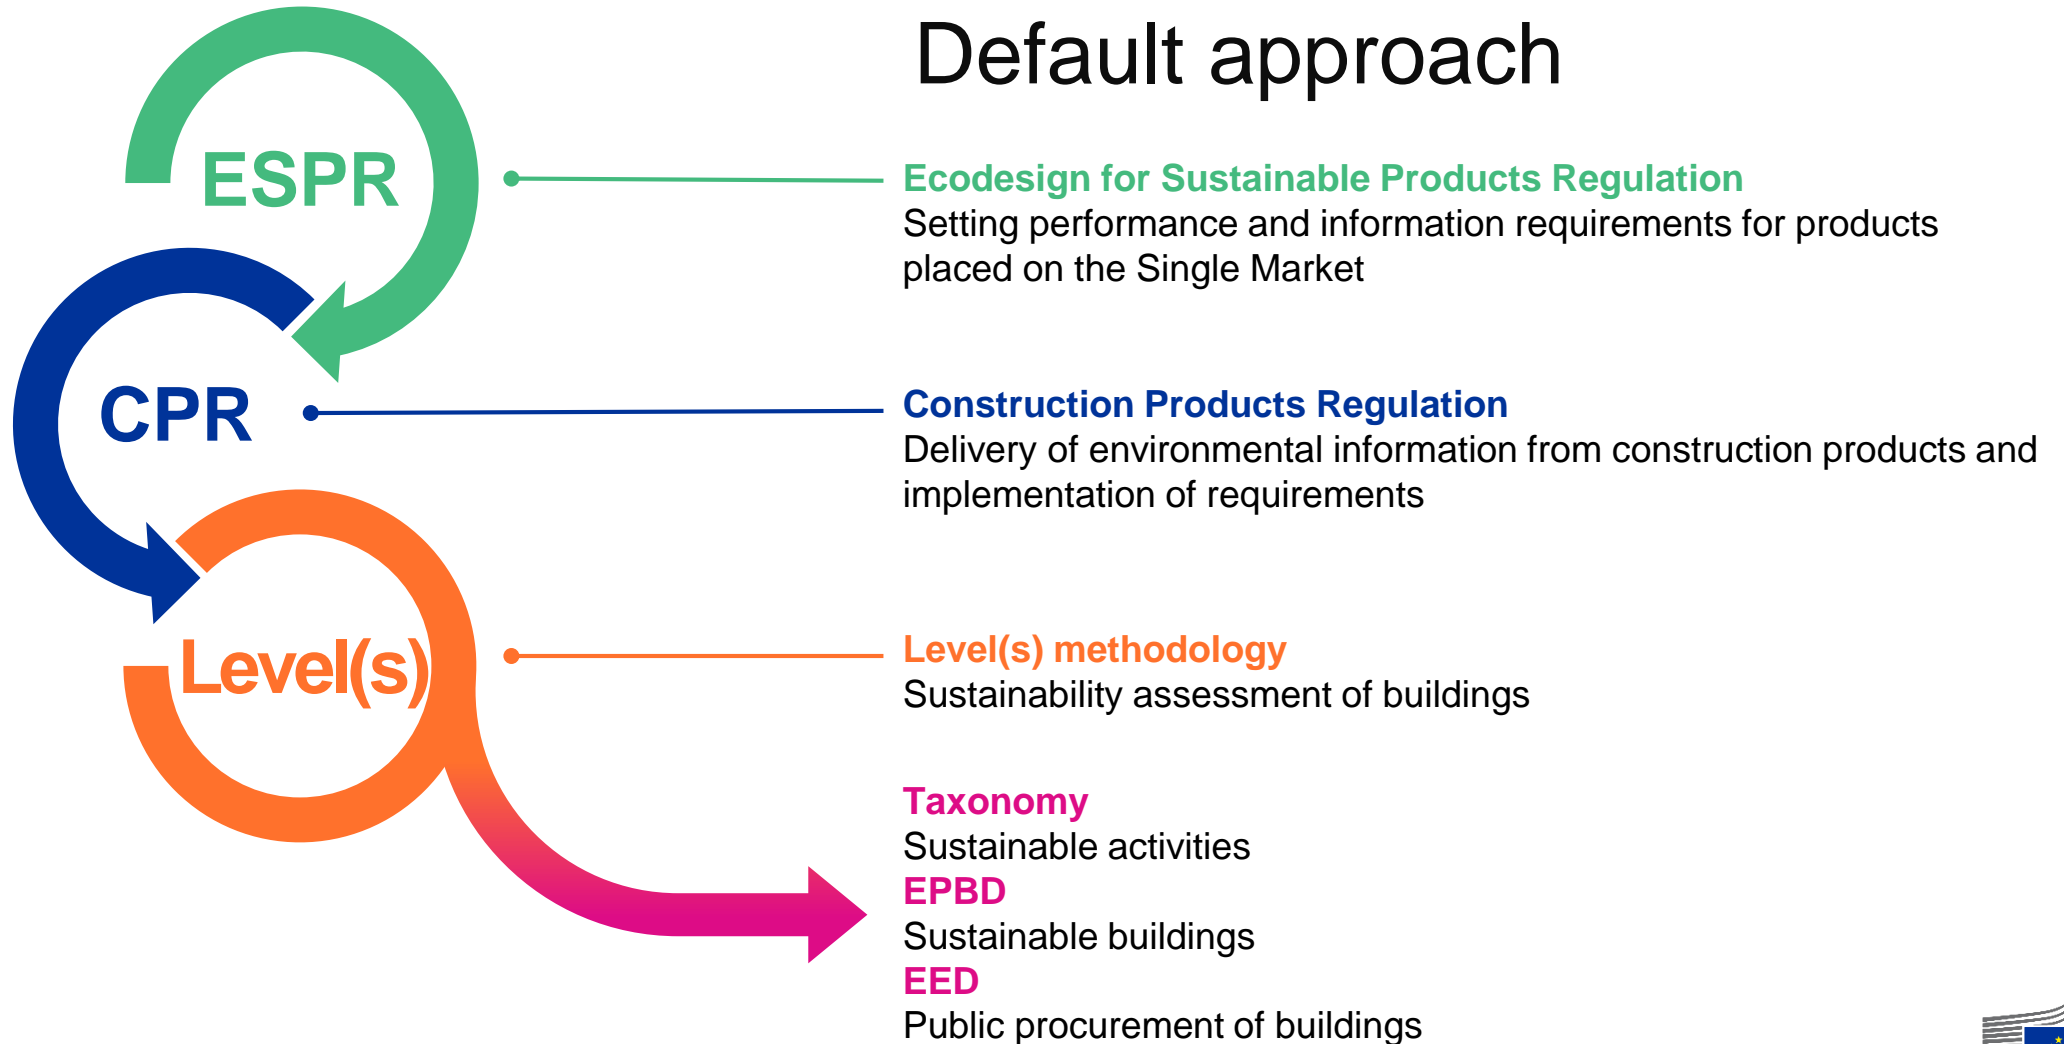 Default approach
ESPR
Ecodesign for Sustainable Products Regulation
Setting performance and information requirements for products
placed on the Single Market
CPR
Construction Products Regulation
Delivery of environmental information from construction products and
implementation of requirements
Level(s)
Level(s) methodology
Sustainability assessment of buildings
Taxonomy
Sustainable activities
EPBD
Sustainable buildings
EED
Public procurement of buildings